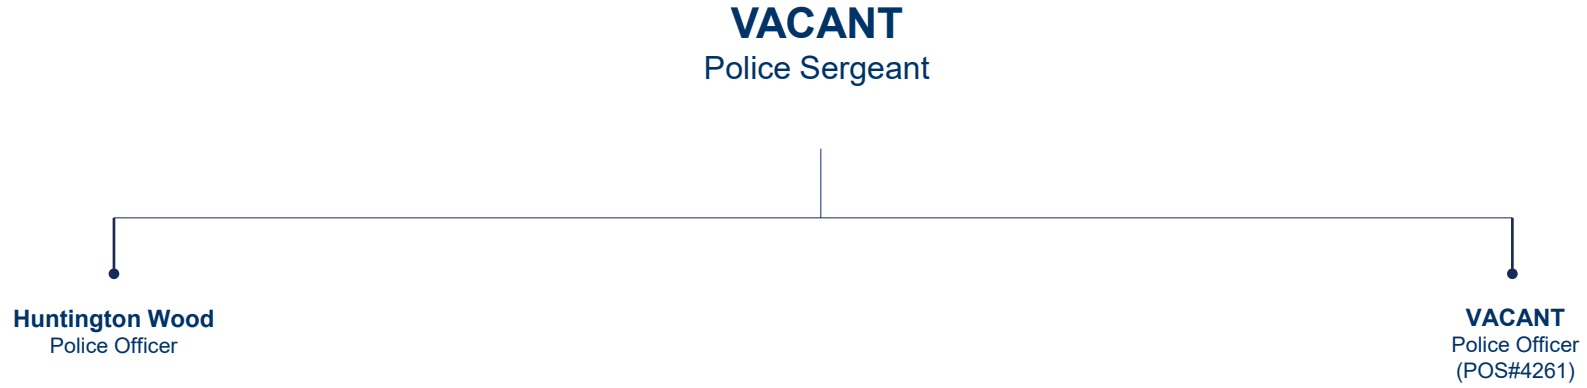 VACANT
Police Sergeant
Huntington Wood
Police Officer
VACANT
Police Officer
(POS#4261)